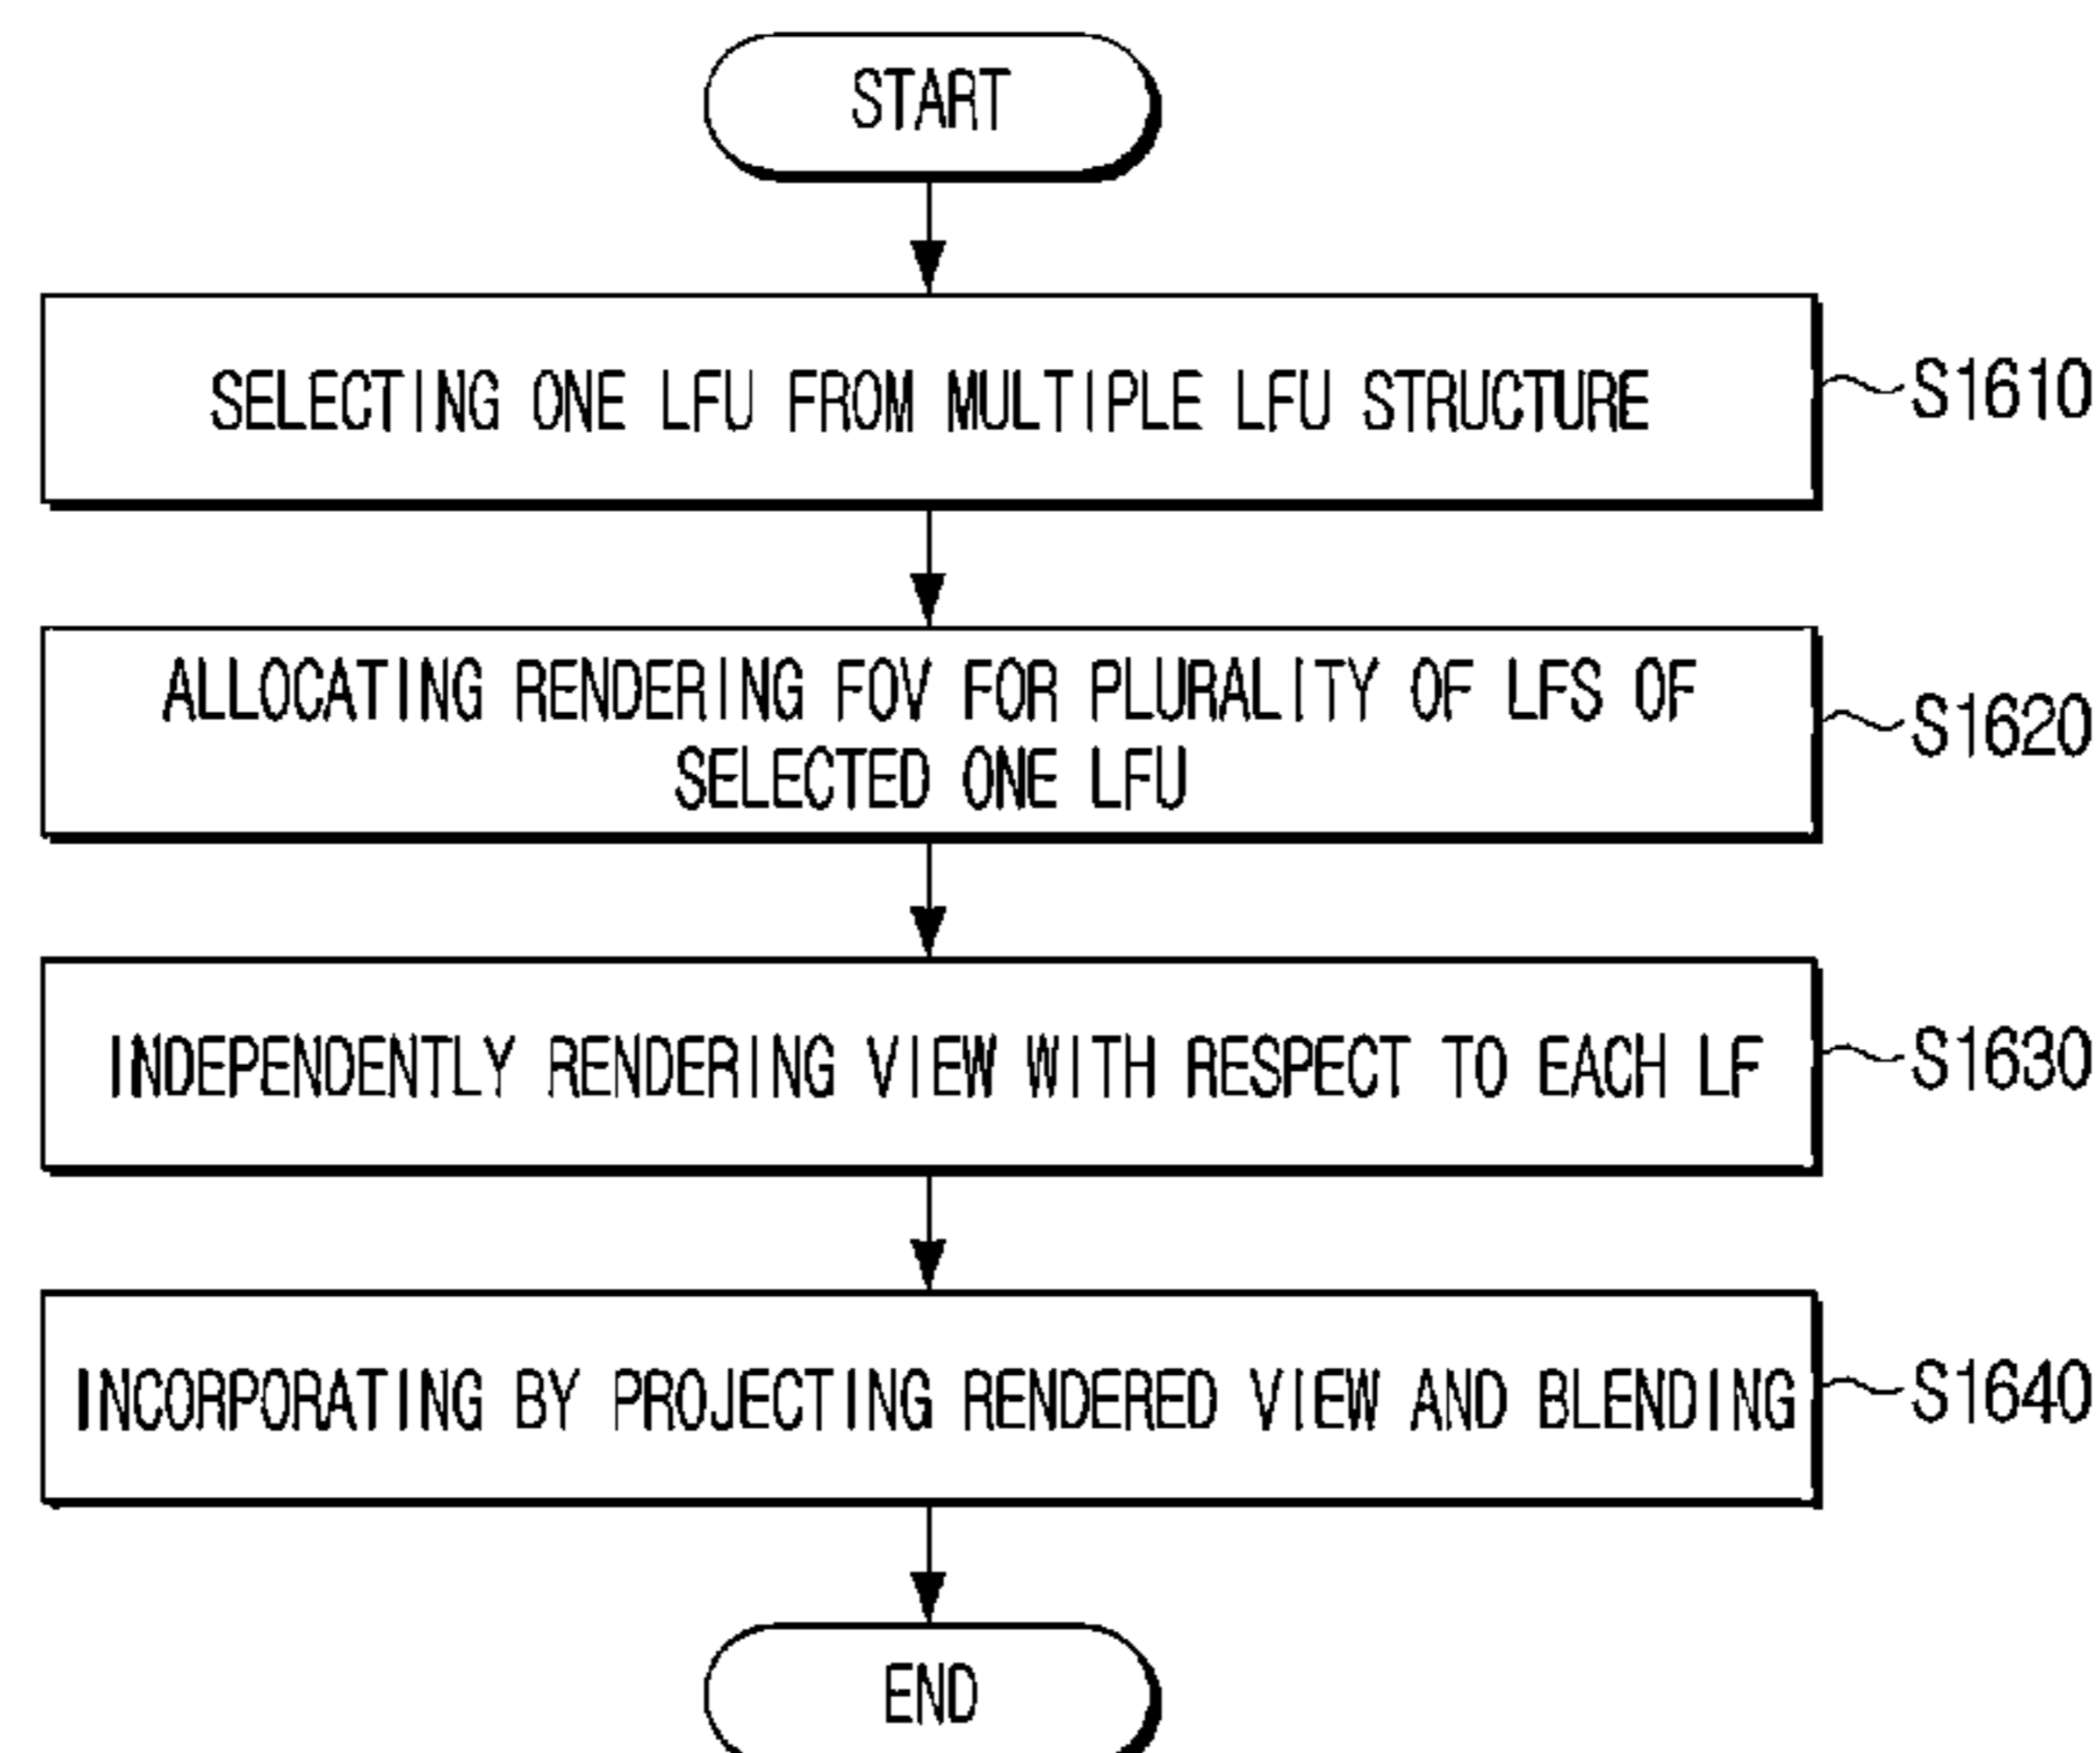 START
SELECTING ONE LFU FROM MULTIPLE LFU STRUCTURE
S1610
ALLOCATING RENDERING FOV FOR PLURALITY OF LFS OF
SELECTED ONE LFU
S1620
INDEPENDENTLY RENDERING VIEW WITH RESPECT TO EACH LF
S1630
INCORPORATING BY PROJECTING RENDERED VIEW AND BLENDING
S1640
END